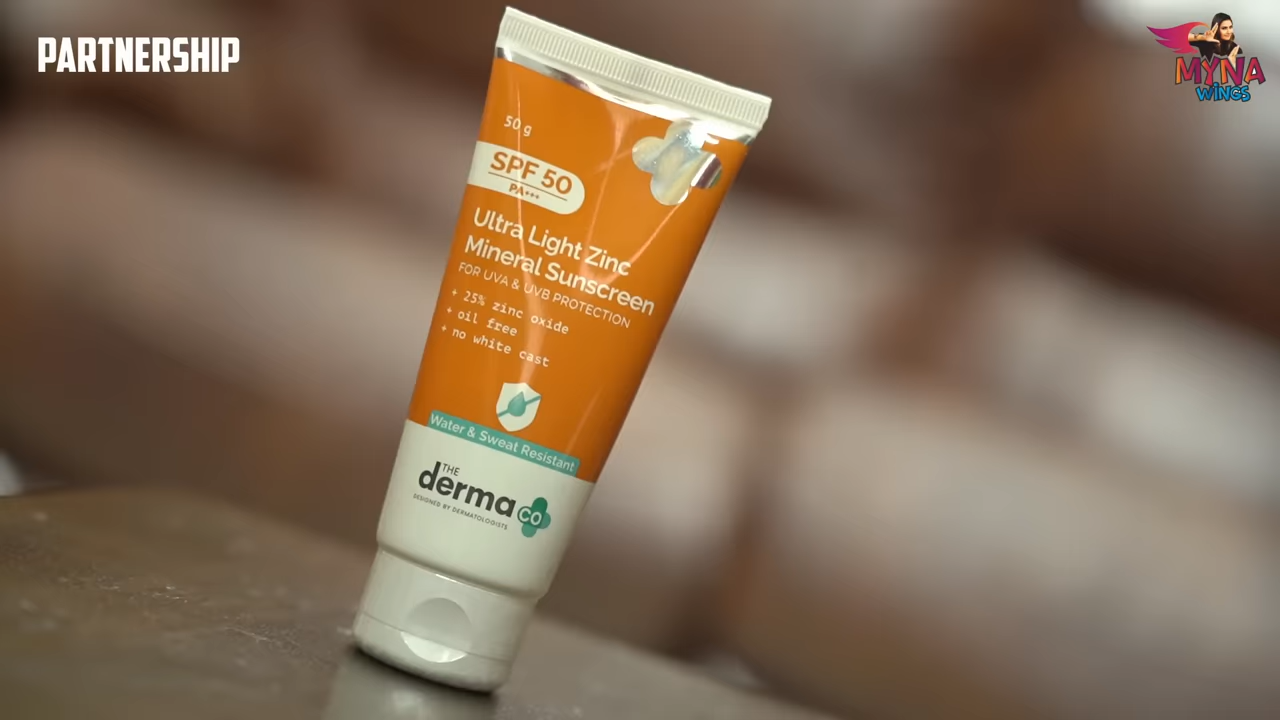 PARTNERSHIP
MYNA
WINGS
50 g
SPF 50
PA+++
Ultra Light Zinc
Mineral Sunscreen
FOR UVA & UVB PROTECTION
+ 25% zinc oxide
+ oil free
+ no white cast
Water & Sweat Resistant
THE
derma co
DESIGNED BY DERMATOLOGISTS